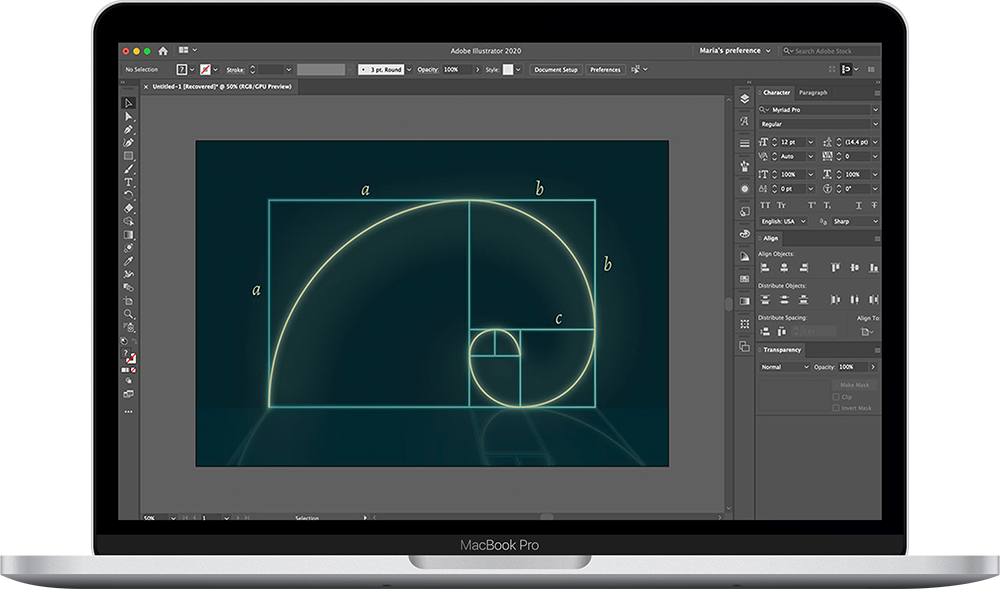 Adobe Illustrator 2020
Maria's preference
Search Adobe Stock
No Selection
Stroke:
3 pt. Round
Opacity: 100%
Style:
Document Setup
Preferences
× Untitled-1 [Recovered]* @ 50% (RGB/GPU Preview)
a
b
a
b
c
Character
Paragraph
Myriad Pro
Regular
12 pt
(14.4 pt)
Auto
0
100%
100%
0 pt
0°
English: USA
Sharp
Align
Align Objects:
Distribute Objects:
Distribute Spacing:
Align To:
Transparency
Normal
Opacity: 100%
Make Mask
Clip
Invert Mask
50%
1
Selection
MacBook Pro